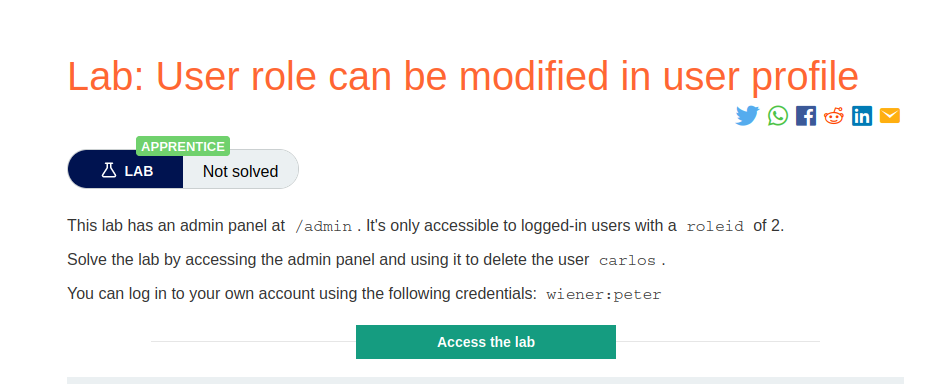 Lab: User role can be modified in user profile
APPRENTICE
LAB Not solved
This lab has an admin panel at /admin. It's only accessible to logged-in users with a roleid of 2.
Solve the lab by accessing the admin panel and using it to delete the user carlos.
You can log in to your own account using the following credentials: wiener:peter
Access the lab